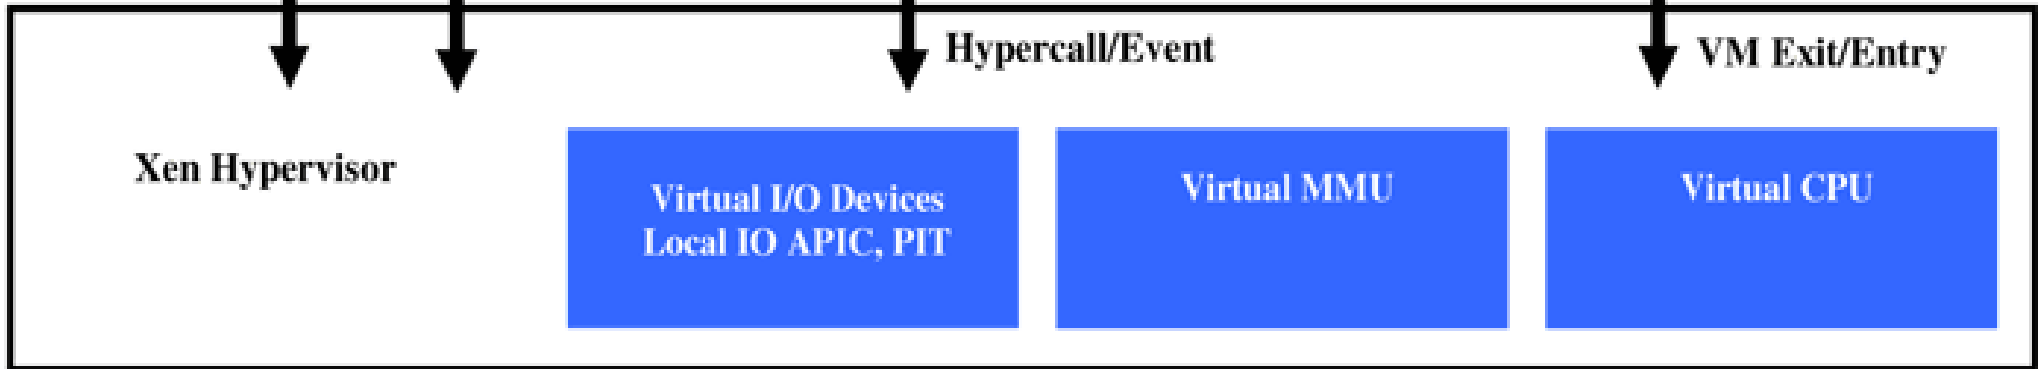 Hypercall/Event
VM Exit/Entry
Xen Hypervisor
Virtual I/O Devices
Local IO APIC, PIT
Virtual MMU
Virtual CPU